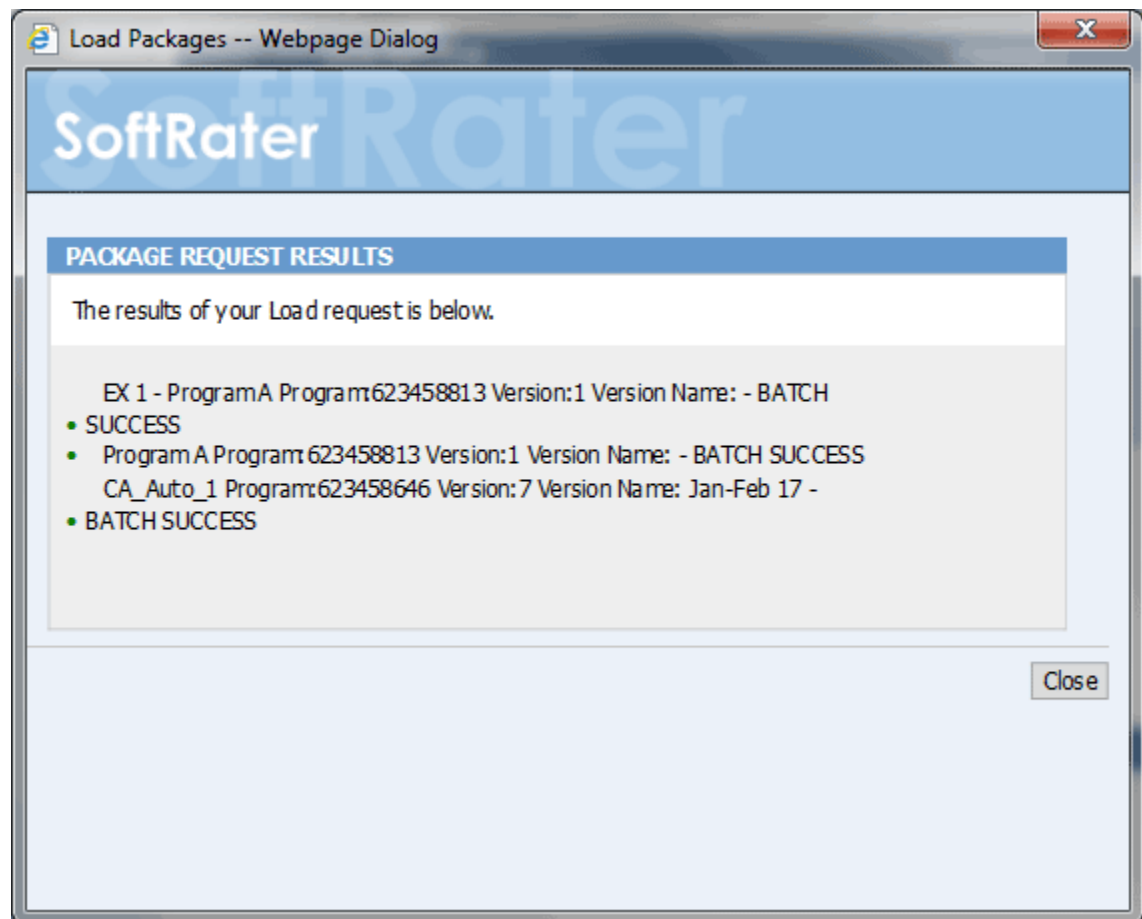 Load Packages -- Webpage Dialog
X
SoftRater
SoftRater
PACKAGE REQUEST RESULTS
The results of your Load request is below.
EX 1 - Program A Program:623458813 Version:1 Version Name: - BATCH
• SUCCESS
• Program A Program:623458813 Version:1 Version Name: - BATCH SUCCESS
CA_Auto_1 Program:623458646 Version:7 Version Name: Jan-Feb 17 -
• BATCH SUCCESS
Close